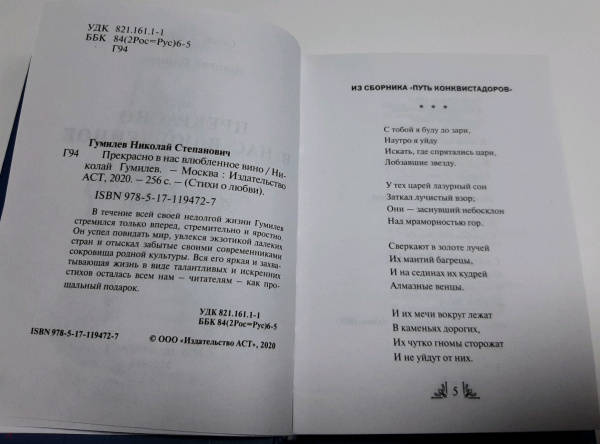 УДК 821.161.1-1
ББК 84(2Рос=Рус)6-5
Г94
Гумилев Николай Степанович
Г94 Прекрасно в нас влюбленное вино / Ни-
колай Гумилев. — Москва : Издательство
АСТ, 2020. — 256 с. — (Стихи о любви).
ISBN 978-5-17-119472-7
В течение всей своей недолгой жизни Гумилев
стремился только вперед, стремительно и яростно.
Он успел повидать мир, увлекся экзотикой далеких
стран и отыскал забытые своими современниками
сокровища родной культуры. Вся его яркая и захва-
тывающая жизнь в виде талантливых и искренних
стихов осталась всем нам — читателям — как про-
щальный подарок.
УДК 821.161.1-1
ББК 84(2Рос=Рус)6-5
ISBN 978-5-17-119472-7
© ООО «Издательство АСТ», 2020
ИЗ СБОРНИКА «ПУТЬ КОНКВИСТАДОРОВ»
* * *
С тобой я буду до зари,
Наутро я уйду
Искать, где спрятались цари,
Лобзавшие звезду.
У тех царей лазурный сон
Заткал лучистый взор;
Они — заснувший небосклон
Над мраморностью гор.
Сверкают в золоте лучей
Их мантий багрецы,
И на сединах их кудрей
Алмазные венцы.
И их мечи вокруг лежат
В каменьях дорогих,
Их чутко гномы сторожат
И не уйдут от них.
5